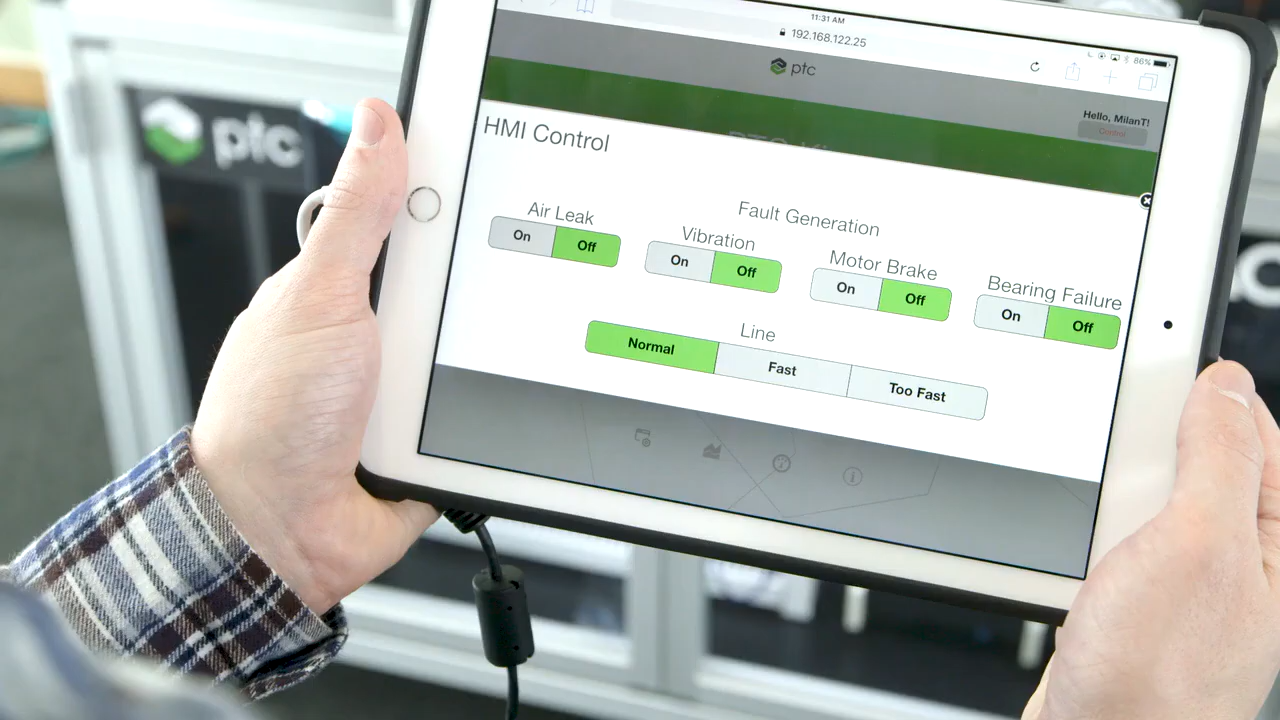 11:31 AM
192.168.122.25
86%
ptc
Hello, MilanT!
Control
ptc
HMI Control
Fault Generation
Air Leak
On Off
Vibration
On Off
Motor Brake
On Off
Bearing Failure
On Off
Line
Normal Fast Too Fast